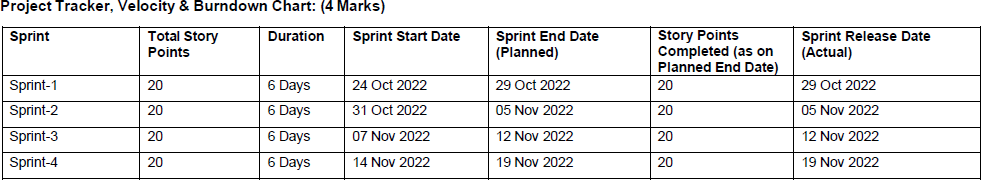 Project Tracker, Velocity & Burndown Chart: (4 Marks)
Sprint Total Story Points Duration Sprint Start Date Sprint End Date (Planned) Story Points Completed (as on Planned End Date) Sprint Release Date (Actual)
Sprint-1 20 6 Days 24 Oct 2022 29 Oct 2022 20 29 Oct 2022
Sprint-2 20 6 Days 31 Oct 2022 05 Nov 2022 20 05 Nov 2022
Sprint-3 20 6 Days 07 Nov 2022 12 Nov 2022 20 12 Nov 2022
Sprint-4 20 6 Days 14 Nov 2022 19 Nov 2022 20 19 Nov 2022